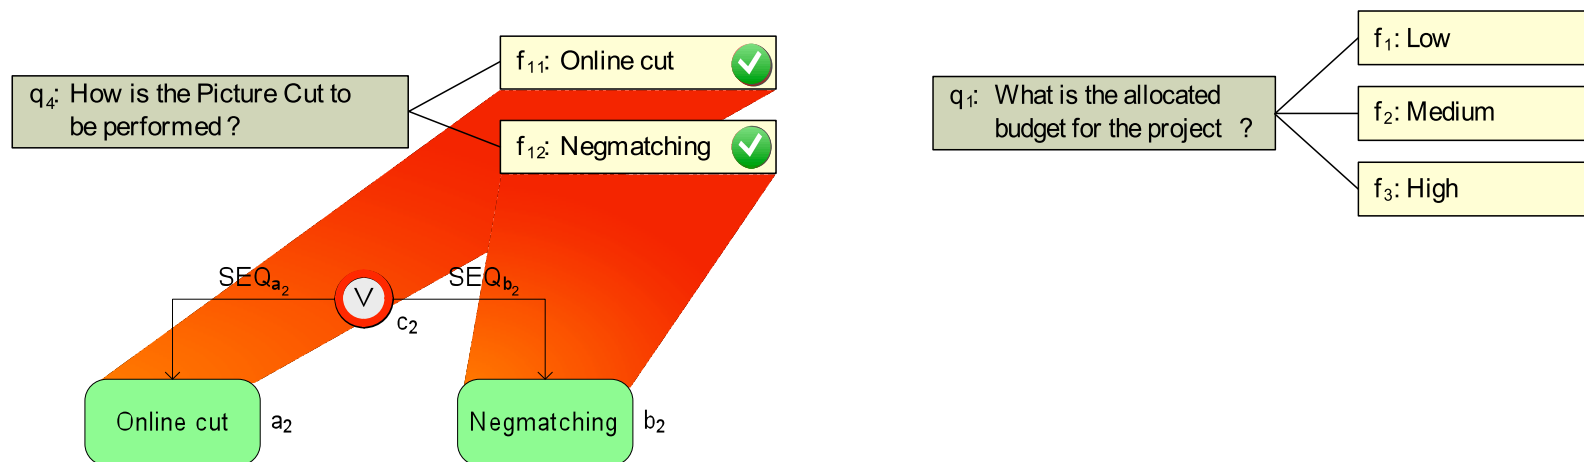 q4: How is the Picture Cut to
be performed ?
f11: Online cut
f12: Negmatching
SEQa2
V
SEQb2
c2
Online cut
a2
Negmatching
b2
q1: What is the allocated
budget for the project ?
f1: Low
f2: Medium
f3: High